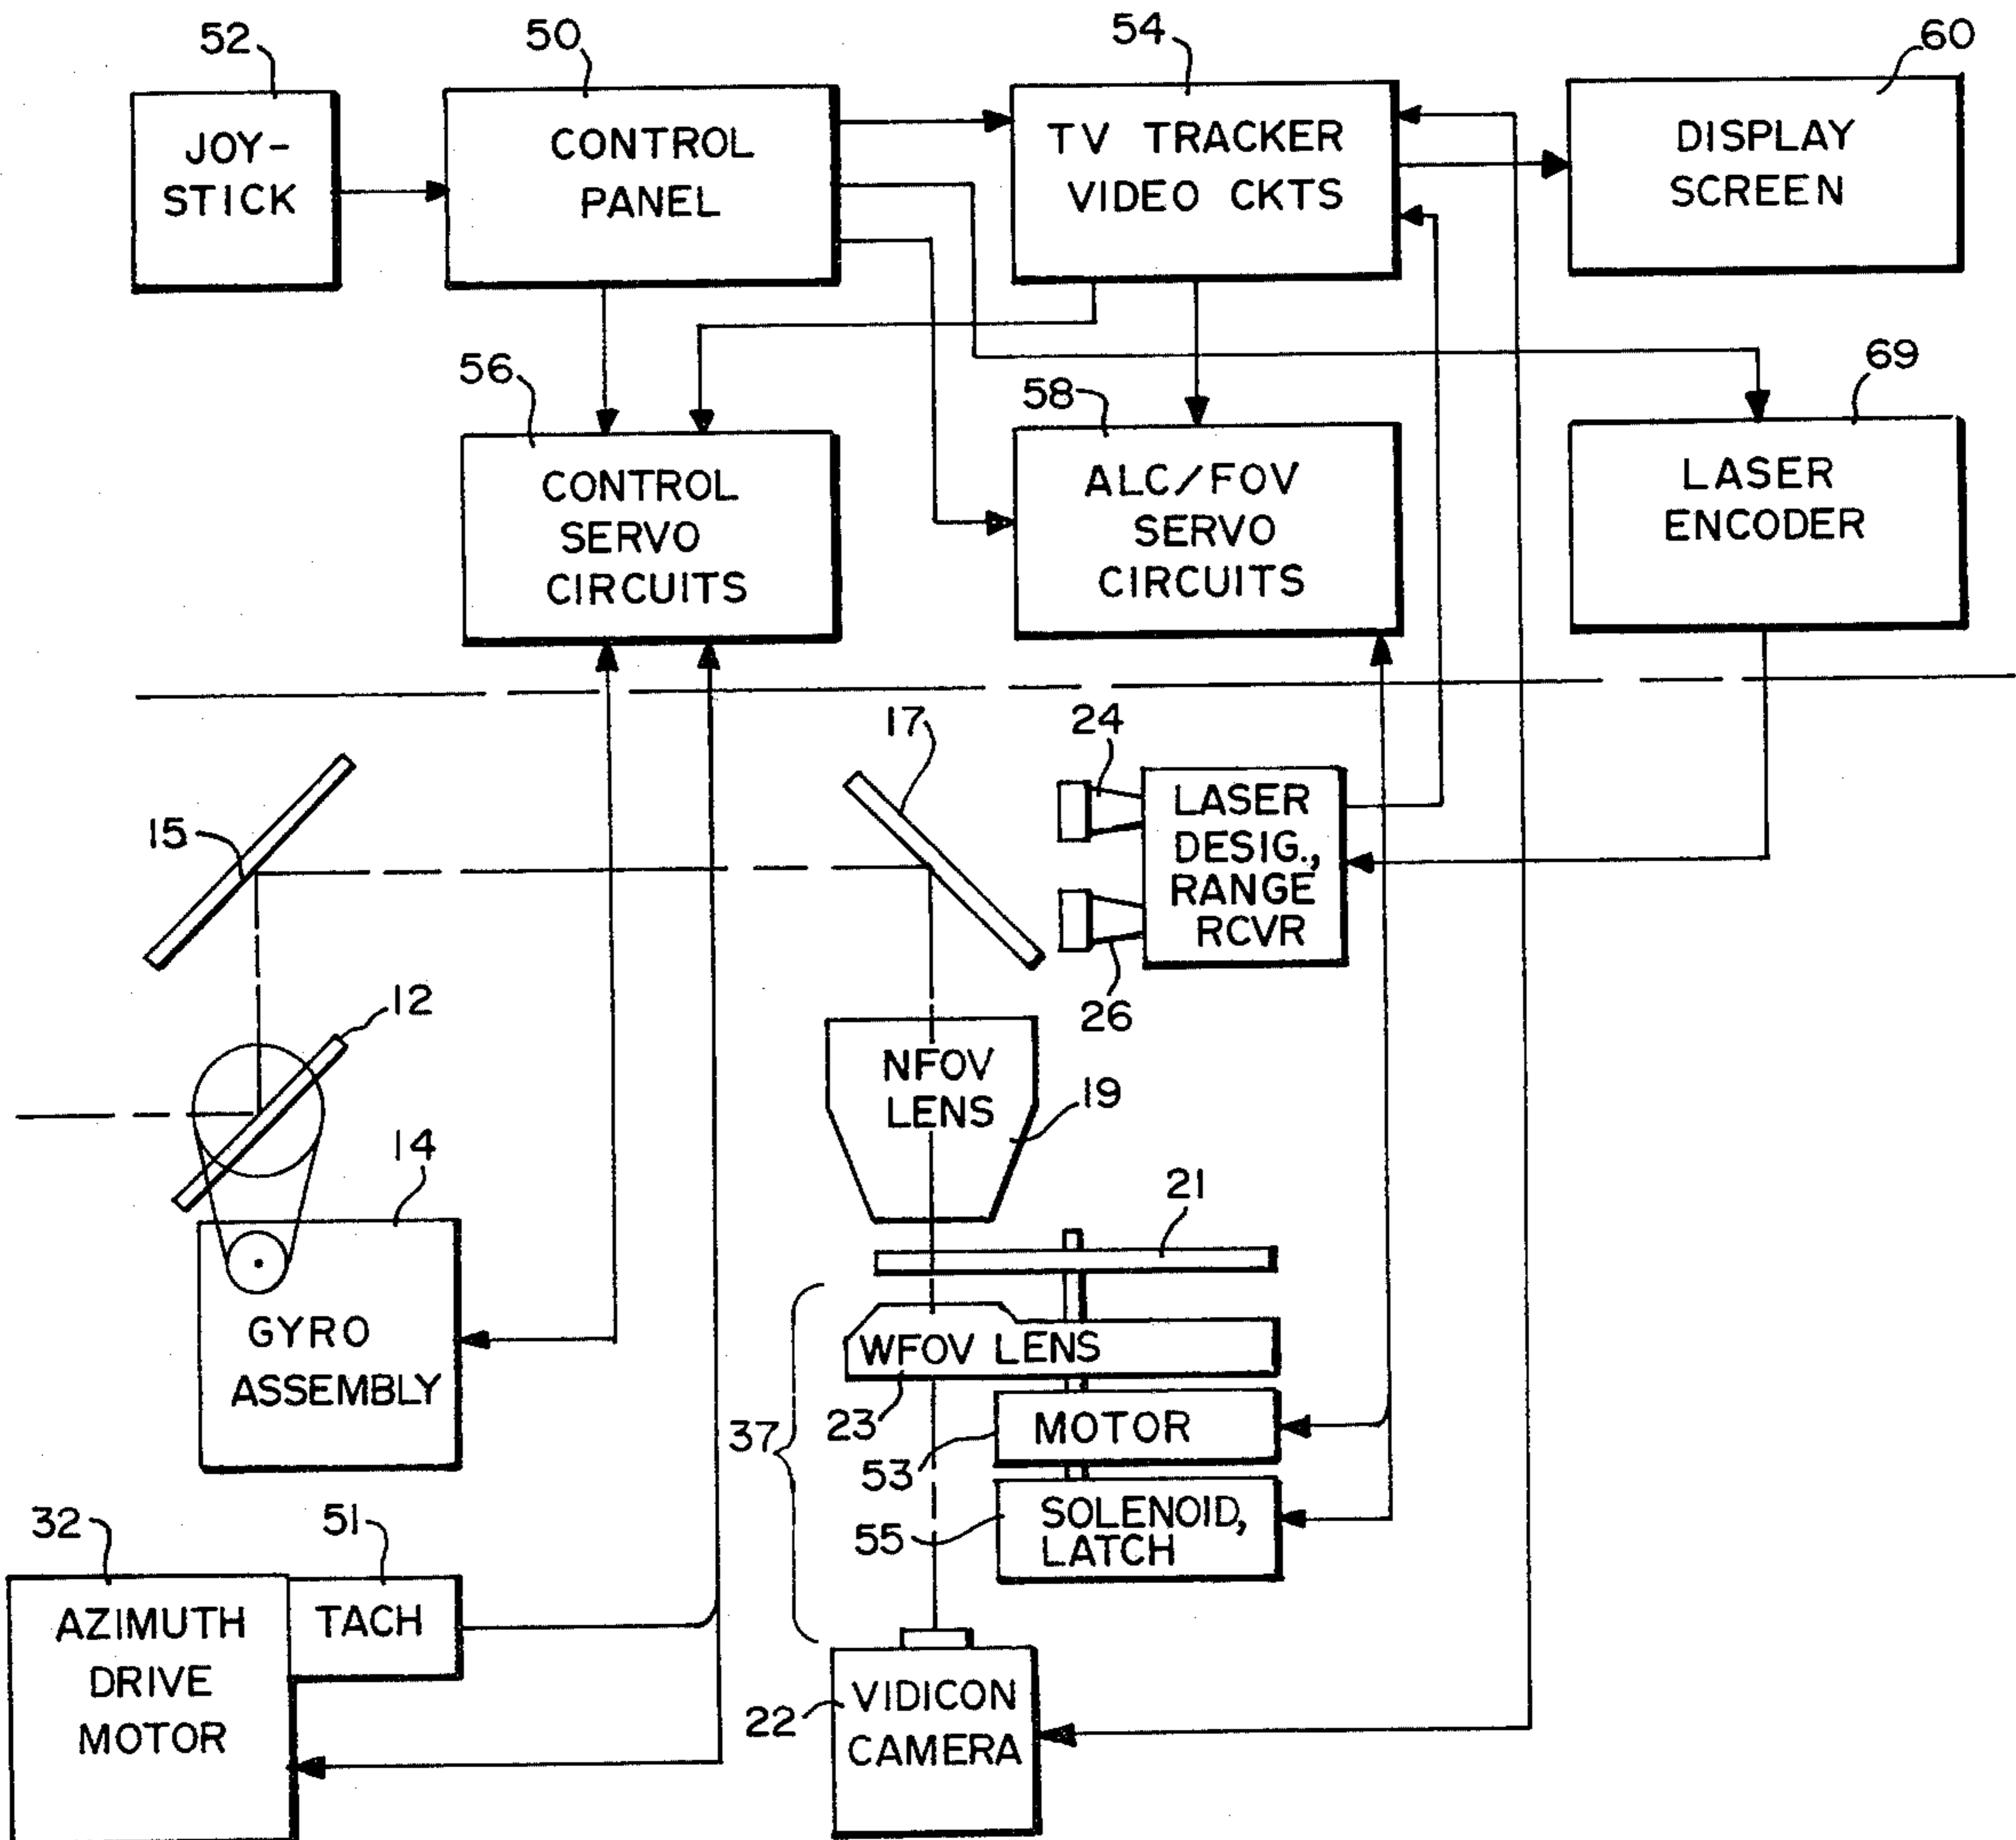 52
50
54
60
JOY-
STICK
CONTROL
PANEL
TV TRACKER
VIDEO CKTS
DISPLAY
SCREEN
56
58
69
CONTROL
SERVO
CIRCUITS
ALC/FOV
SERVO
CIRCUITS
LASER
ENCODER
15
17
24
LASER
DESIG.,
RANGE
RCVR
26
12
NFOV
LENS
19
14
GYRO
ASSEMBLY
21
WFOV LENS
23
37
MOTOR
53
SOLENOID,
LATCH
55
32
51
AZIMUTH
DRIVE
MOTOR
TACH
22
VIDICON
CAMERA